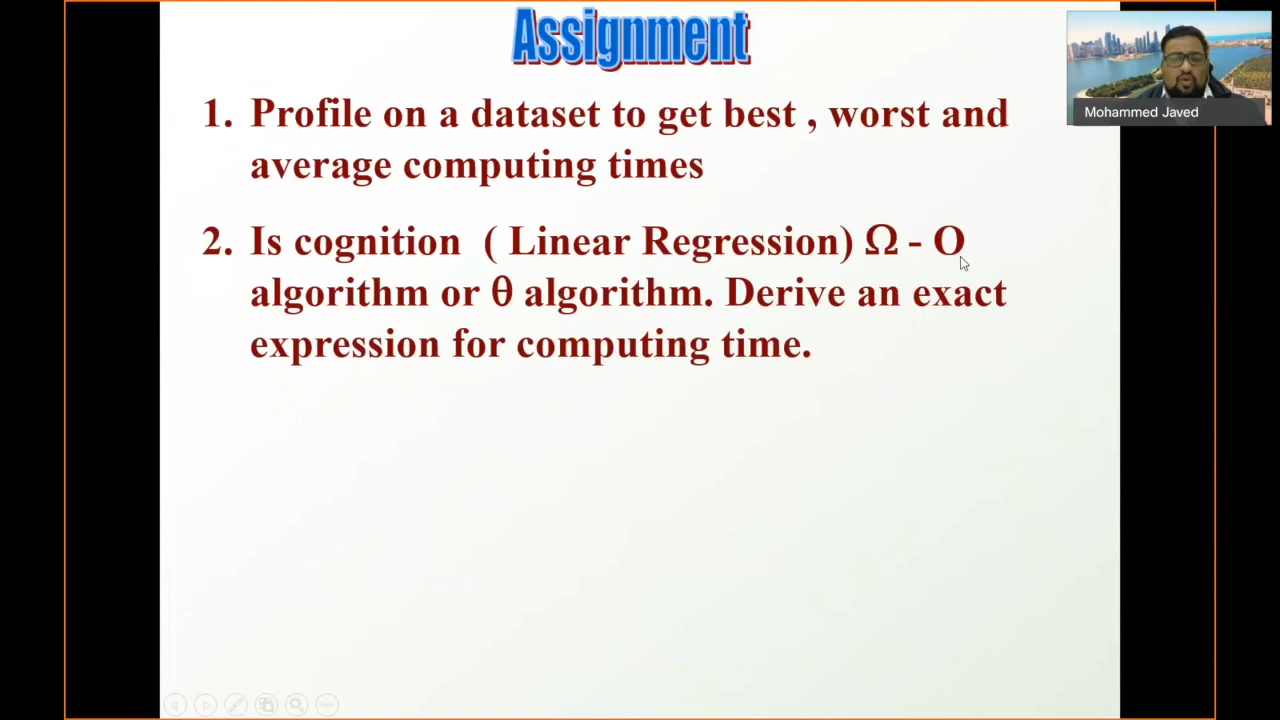 Assignment
Mohammed Javed
1. Profile on a dataset to get best , worst and
average computing times
2. Is cognition ( Linear Regression) Ω - O
algorithm or θ algorithm. Derive an exact
expression for computing time.